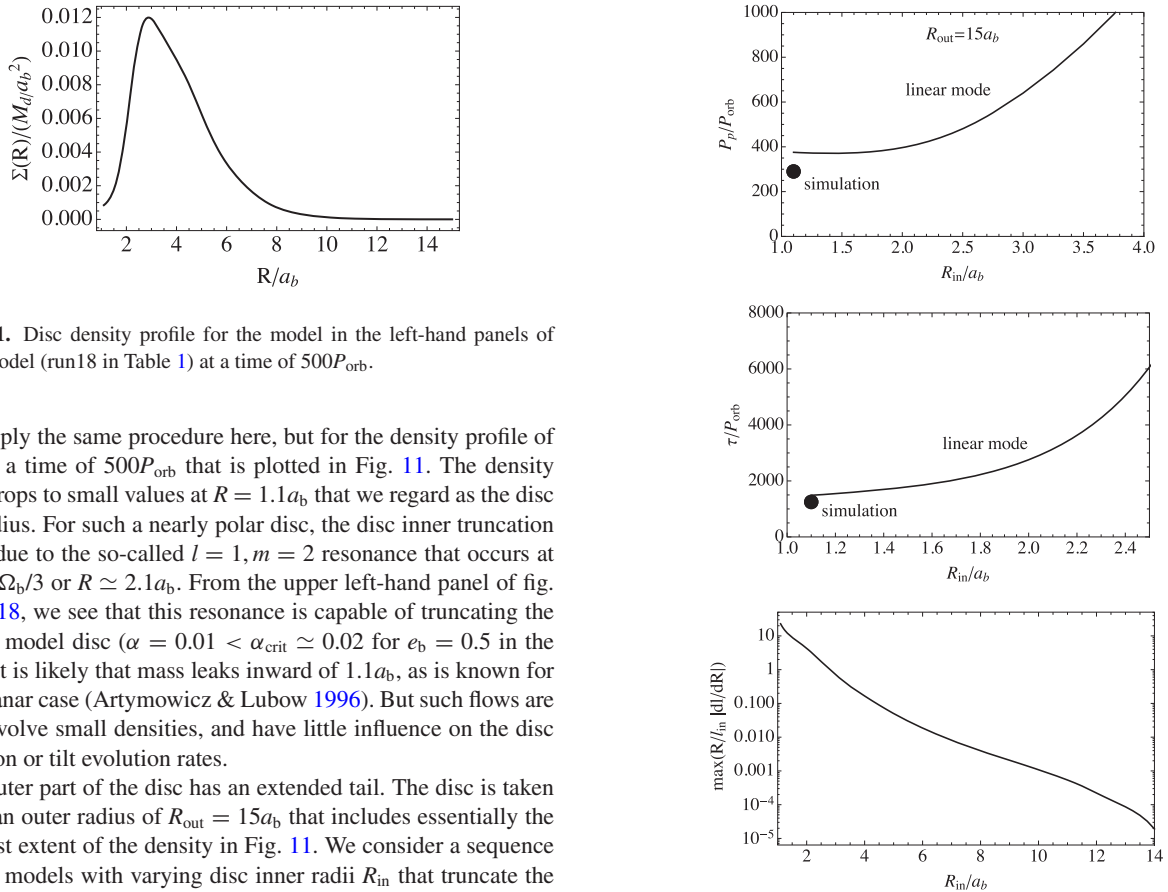 0.012
0.010
0.008
0.006
0.004
0.002
0.000
Σ(R)/(M_d/a_b^2)
2 4 6 8 10 12 14
R/a_b
1. Disc density profile for the model in the left-hand panels of
odel (run18 in Table 1) at a time of 500P_orb.
ply the same procedure here, but for the density profile of
a time of 500P_orb that is plotted in Fig. 11. The density
rops to small values at R = 1.1a_b that we regard as the disc
dius. For such a nearly polar disc, the disc inner truncation
due to the so-called l = 1, m = 2 resonance that occurs at
Ω_b/3 or R ≃ 2.1a_b. From the upper left-hand panel of fig.
18, we see that this resonance is capable of truncating the
model disc (α = 0.01 < α_crit ≃ 0.02 for e_b = 0.5 in the
t is likely that mass leaks inward of 1.1a_b, as is known for
anar case (Artymowicz & Lubow 1996). But such flows are
volve small densities, and have little influence on the disc
on or tilt evolution rates.
uter part of the disc has an extended tail. The disc is taken
an outer radius of R_out = 15a_b that includes essentially the
st extent of the density in Fig. 11. We consider a sequence
models with varying disc inner radii R_in that truncate the
1000
800
600
400
200
0
P_p/P_orb
R_out=15a_b
linear mode
simulation
1.0 1.5 2.0 2.5 3.0 3.5 4.0
R_in/a_b
8000
6000
4000
2000
0
τ/P_orb
linear mode
simulation
1.0 1.2 1.4 1.6 1.8 2.0 2.2 2.4
R_in/a_b
10
1
0.100
0.010
0.001
10^-4
10^-5
max(R/l_in |dl/dR|)
2 4 6 8 10 12 14
R_in/a_b